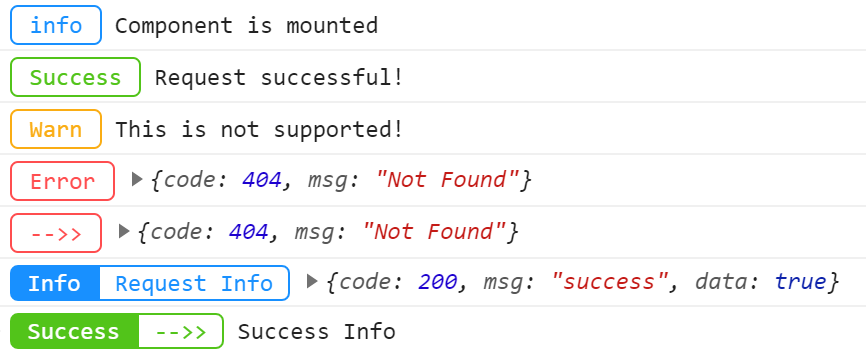 info Component is mounted
Success Request successful!
Warn This is not supported!
Error {code: 404, msg: "Not Found"}
-->> {code: 404, msg: "Not Found"}
Info Request Info {code: 200, msg: "success", data: true}
Success -->> Success Info